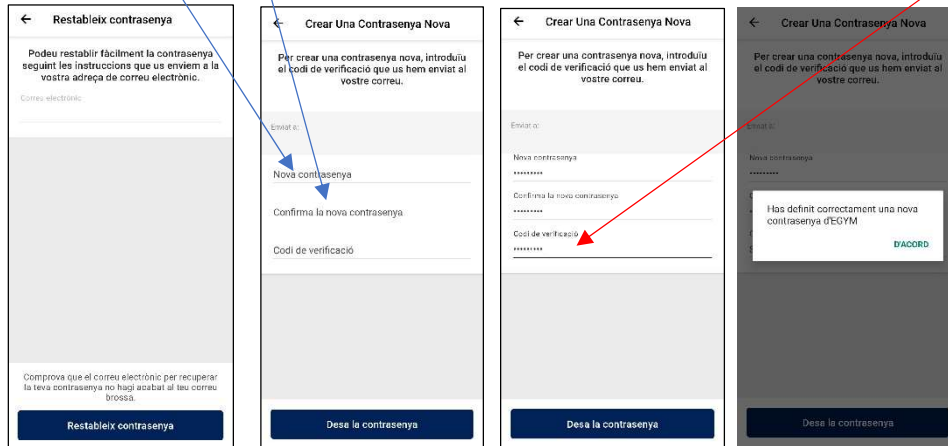 Restableix contrasenya
Podeu restablir fàcilment la contrasenya
seguint les instruccions que us enviem a la
vostra adreça de correu electrònic.
Correu electrònic
Comprova que el correu electrònic per recuperar
la teva contrasenya no hagi acabat al teu correu
brossa.
Restableix contrasenya
Crear Una Contrasenya Nova
Per crear una contrasenya nova, introduïu
el codi de verificació que us hem enviat al
vostre correu.
Enviat a:
Nova contrasenya
Confirma la nova contrasenya
Codi de verificació
Desa la contrasenya
Crear Una Contrasenya Nova
Per crear una contrasenya nova, introduïu
el codi de verificació que us hem enviat al
vostre correu.
Enviat a:
Nova contrasenya
•••••••••
Confirma la nova contrasenya
•••••••••
Codi de verificació
•••••••••
Desa la contrasenya
Crear Una Contrasenya Nova
Per crear una contrasenya nova, introduïu
el codi de verificació que us hem enviat al
vostre correu.
Enviat a:
Nova contrasenya
•••••••••
Has definit correctament una nova
contrasenya d'EGYM
D'ACORD
Desa la contrasenya